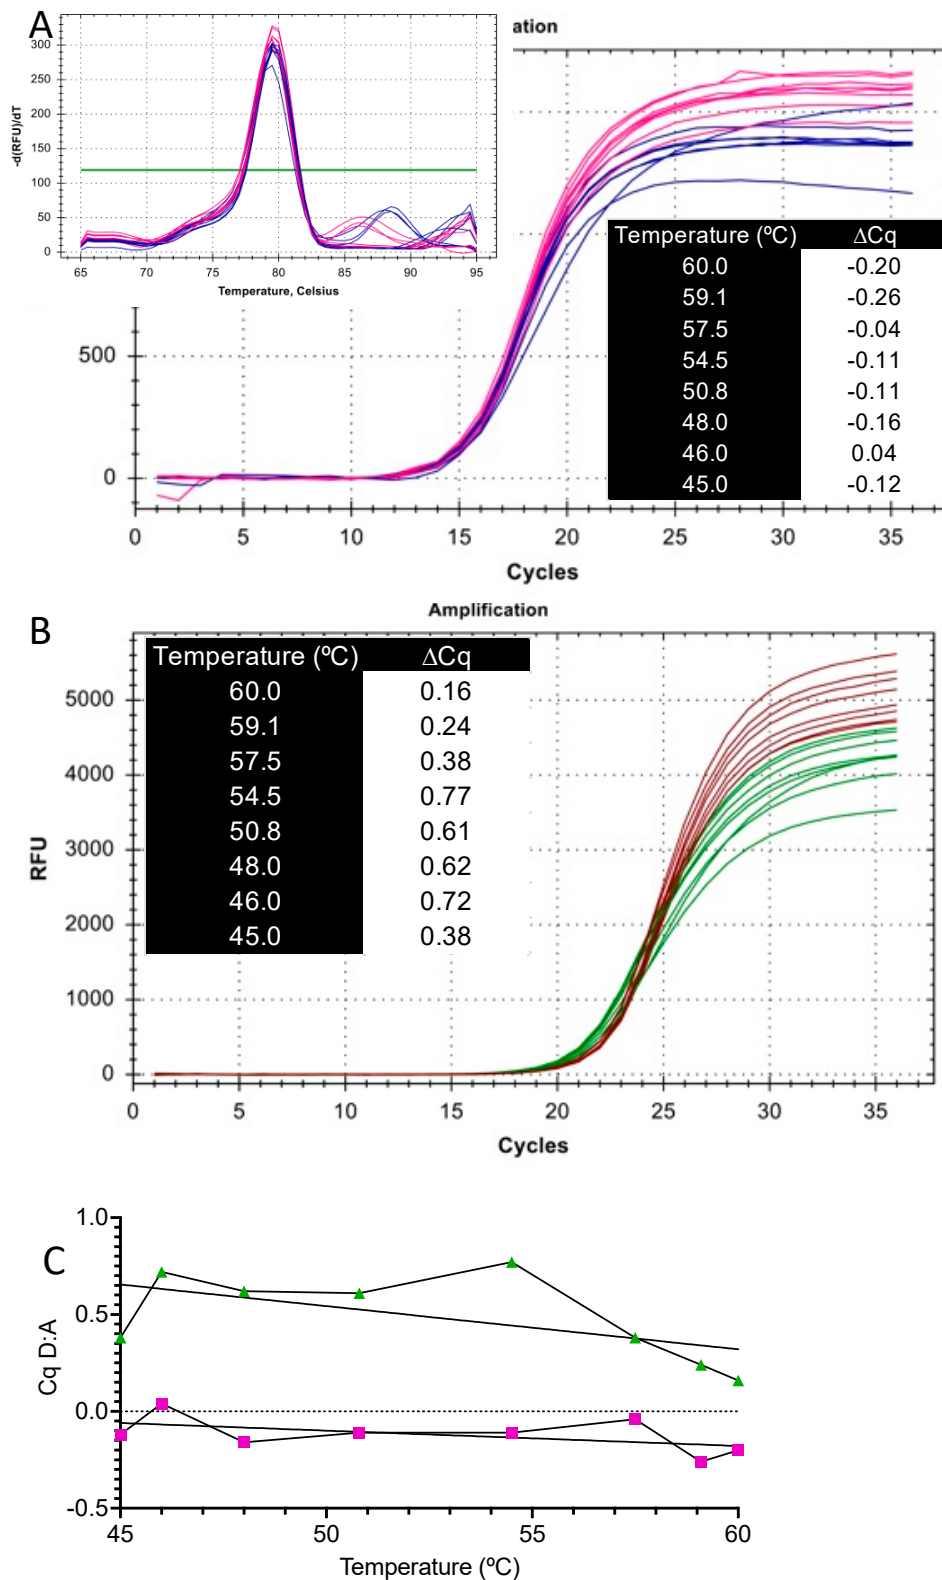 A
ation
300
250
200
150
100
50
0
-d(RFU)/dT
65 70 75 80 85 90 95
Temperature, Celsius
Temperature (ºC) ΔCq
60.0 -0.20
59.1 -0.26
57.5 -0.04
54.5 -0.11
50.8 -0.11
48.0 -0.16
46.0 0.04
45.0 -0.12
500
0
0 5 10 15 20 25 30 35
Cycles
B
Amplification
Temperature (ºC) ΔCq
60.0 0.16
59.1 0.24
57.5 0.38
54.5 0.77
50.8 0.61
48.0 0.62
46.0 0.72
45.0 0.38
5000
4000
3000
2000
1000
0
RFU
0 5 10 15 20 25 30 35
Cycles
C
1.0
0.5
0.0
-0.5
Cq D:A
45 50 55 60
Temperature (ºC)